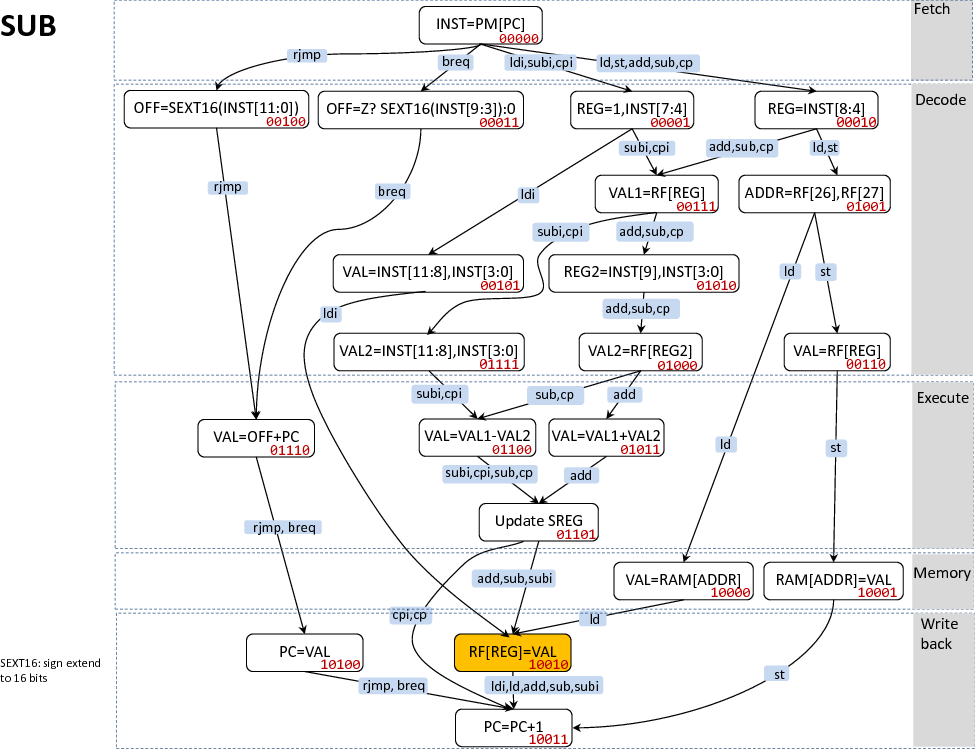 SUB
Fetch
INST=PM[PC]
00000
rjmp
breq
ldi,subi,cpi
ld,st,add,sub,cp
Decode
OFF=SEXT16(INST[11:0])
00100
OFF=Z? SEXT16(INST[9:3]):0
00011
REG=1,INST[7:4]
00001
REG=INST[8:4]
00010
subi,cpi
add,sub,cp
ld,st
rjmp
breq
ldi
VAL1=RF[REG]
00111
ADDR=RF[26],RF[27]
01001
subi,cpi
add,sub,cp
VAL=INST[11:8],INST[3:0]
00101
REG2=INST[9],INST[3:0]
01010
ld
st
ldi
add,sub,cp
VAL2=INST[11:8],INST[3:0]
01111
VAL2=RF[REG2]
01000
VAL=RF[REG]
00110
Execute
subi,cpi
sub,cp
add
VAL=OFF+PC
01110
VAL=VAL1-VAL2
01100
VAL=VAL1+VAL2
01011
ld
st
subi,cpi,sub,cp
add
Update SREG
01101
rjmp, breq
Memory
add,sub,subi
VAL=RAM[ADDR]
10000
RAM[ADDR]=VAL
10001
cpi,cp
ld
Write
back
PC=VAL
10100
RF[REG]=VAL
10010
SEXT16: sign extend
to 16 bits
rjmp, breq
ldi,ld,add,sub,subi
st
PC=PC+1
10011